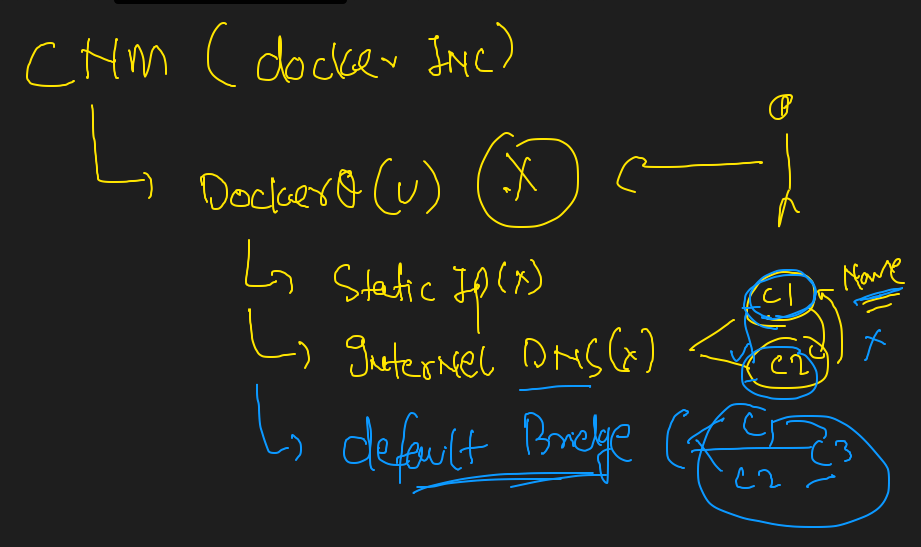 CNM (docker INC)
Docker0 (v) X
Static Ip(x)
C1 Name
Internel DNS(x) C2 X
default Bridge ( C1 C3
C2